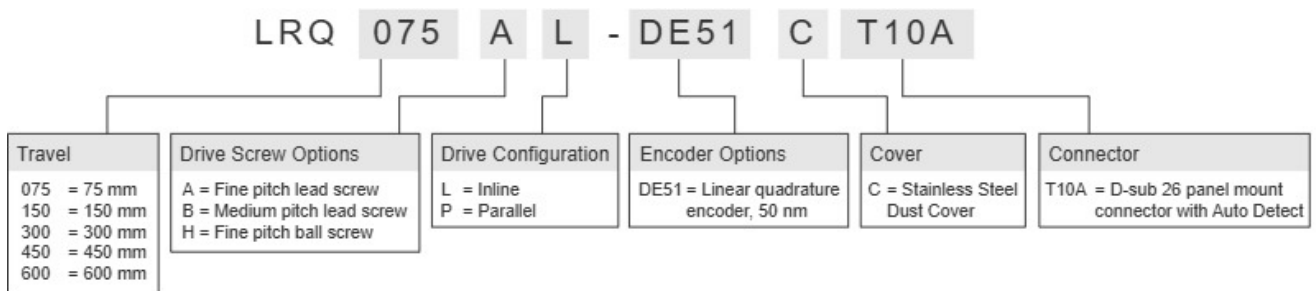 LRQ 075 A L - DE51 C T10A
Travel
075 = 75 mm
150 = 150 mm
300 = 300 mm
450 = 450 mm
600 = 600 mm
Drive Screw Options
A = Fine pitch lead screw
B = Medium pitch lead screw
H = Fine pitch ball screw
Drive Configuration
L = Inline
P = Parallel
Encoder Options
DE51 = Linear quadrature
encoder, 50 nm
Cover
C = Stainless Steel
Dust Cover
Connector
T10A = D-sub 26 panel mount
connector with Auto Detect